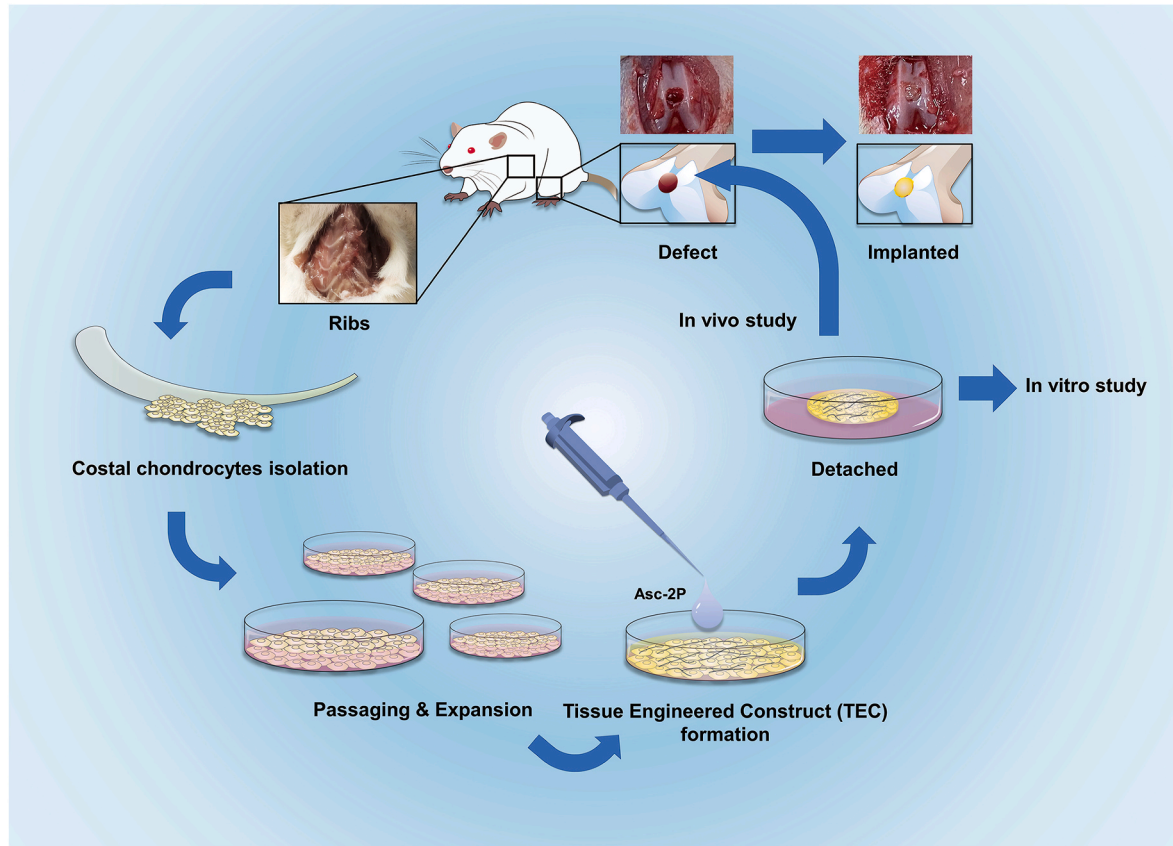 Defect
Implanted
Ribs
In vivo study
In vitro study
Costal chondrocytes isolation
Detached
Asc-2P
Passaging & Expansion
Tissue Engineered Construct (TEC)
formation